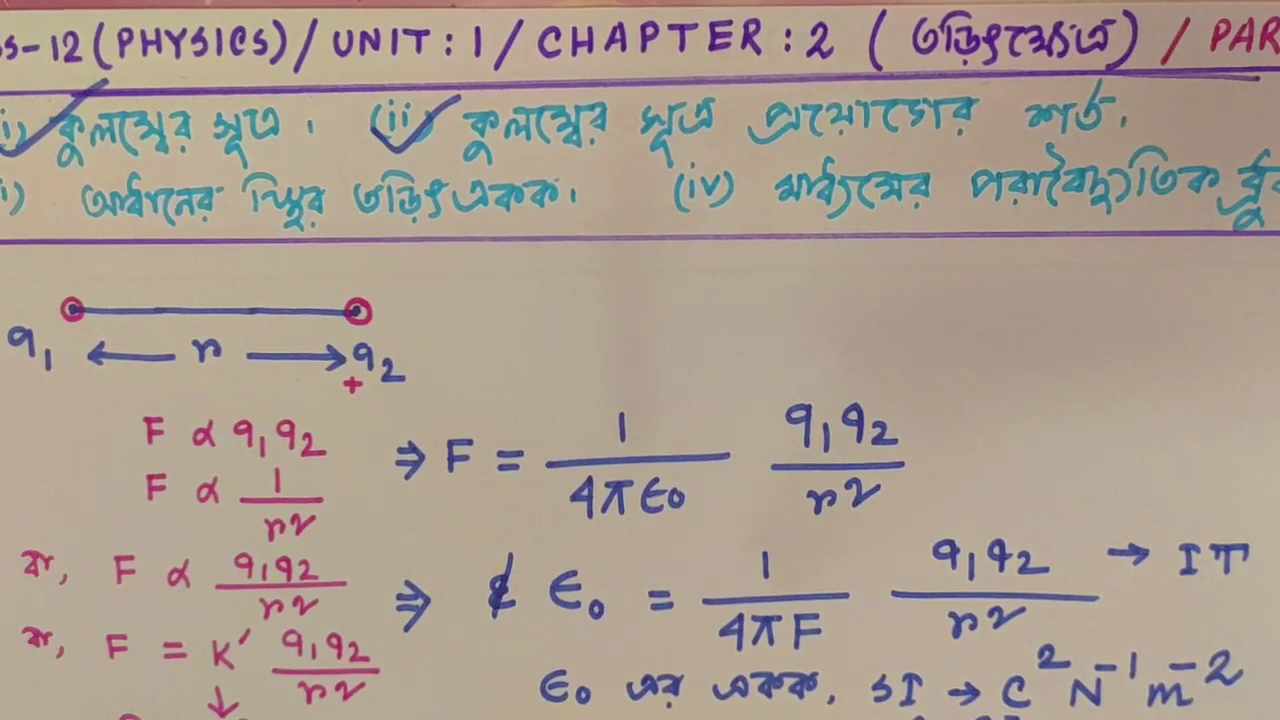 SS-12 (PHYSICS) / UNIT : 1 / CHAPTER : 2 ( তড়িৎক্ষেত্র ) / PAR
i) কুলম্বের সূত্র । (ii) কুলম্বের সূত্র প্রয়োগের শর্ত.
i) আধানের স্থির তড়িৎ একক। (iv) মাধ্যমের পরাবৈদ্যুতিক ধ্রু
q₁ r q₂
+
F ∝ q₁q₂
F ∝ 1/r²
⇒ F = 1/4πϵ₀ q₁q₂/r²
বা, F ∝ q₁q₂/r²
⇒ ϵ₀ = 1/4πF q₁q₂/r² → IT
বা, F = K′ q₁q₂/r²
↓
ϵ₀ এর একক, SI → C² N⁻¹ m⁻²